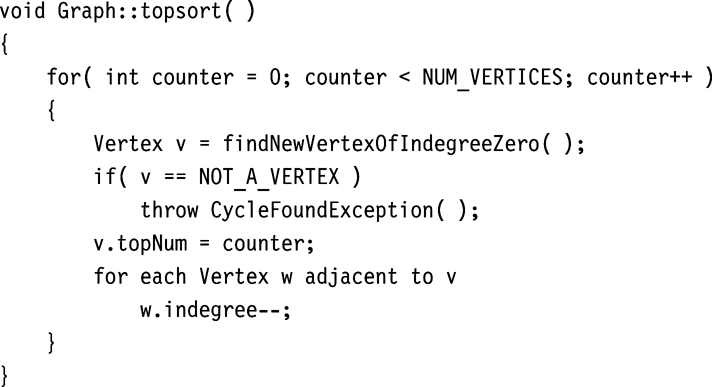 void Graph::topsort( )
{
    for( int counter = 0; counter < NUM_VERTICES; counter++ )
    {
        Vertex v = findNewVertexOfIndegreeZero( );
        if( v == NOT_A_VERTEX )
            throw CycleFoundException( );
        v.topNum = counter;
        for each Vertex w adjacent to v
            w.indegree--;
    }
}